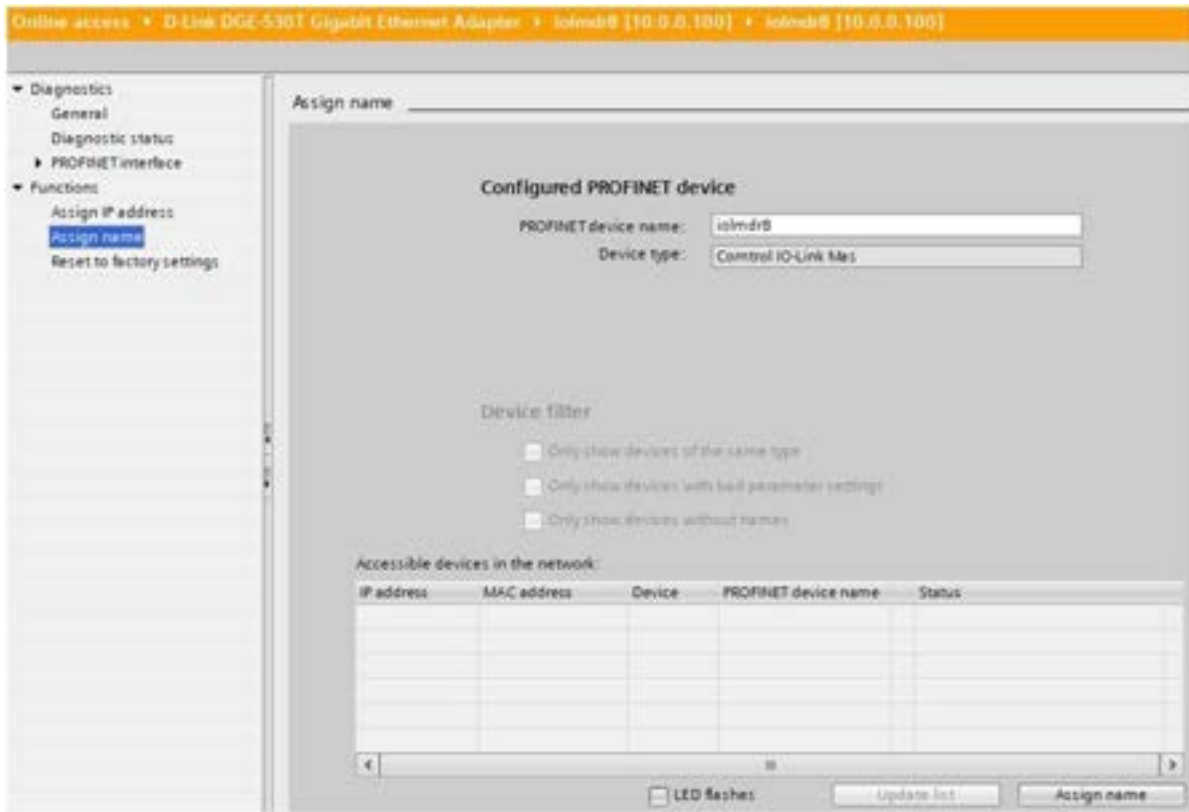 Online access ▸ D-Link DGE-530T Gigabit Ethernet Adapter ▸ iolmdr8 [10.0.0.100] ▸ iolmdr8 [10.0.0.100]
Diagnostics
General
Diagnostic status
PROFINET interface
Functions
Assign IP address
Assign name
Reset to factory settings
Assign name
Configured PROFINET device
PROFINET device name: iolmdr8
Device type: Comtrol IO-Link Mas
Device filter
Only show devices of the same type
Only show devices with bad parameter settings
Only show devices without names
Accessible devices in the network:
IP address MAC address Device PROFINET device name Status
LED flashes Update list Assign name